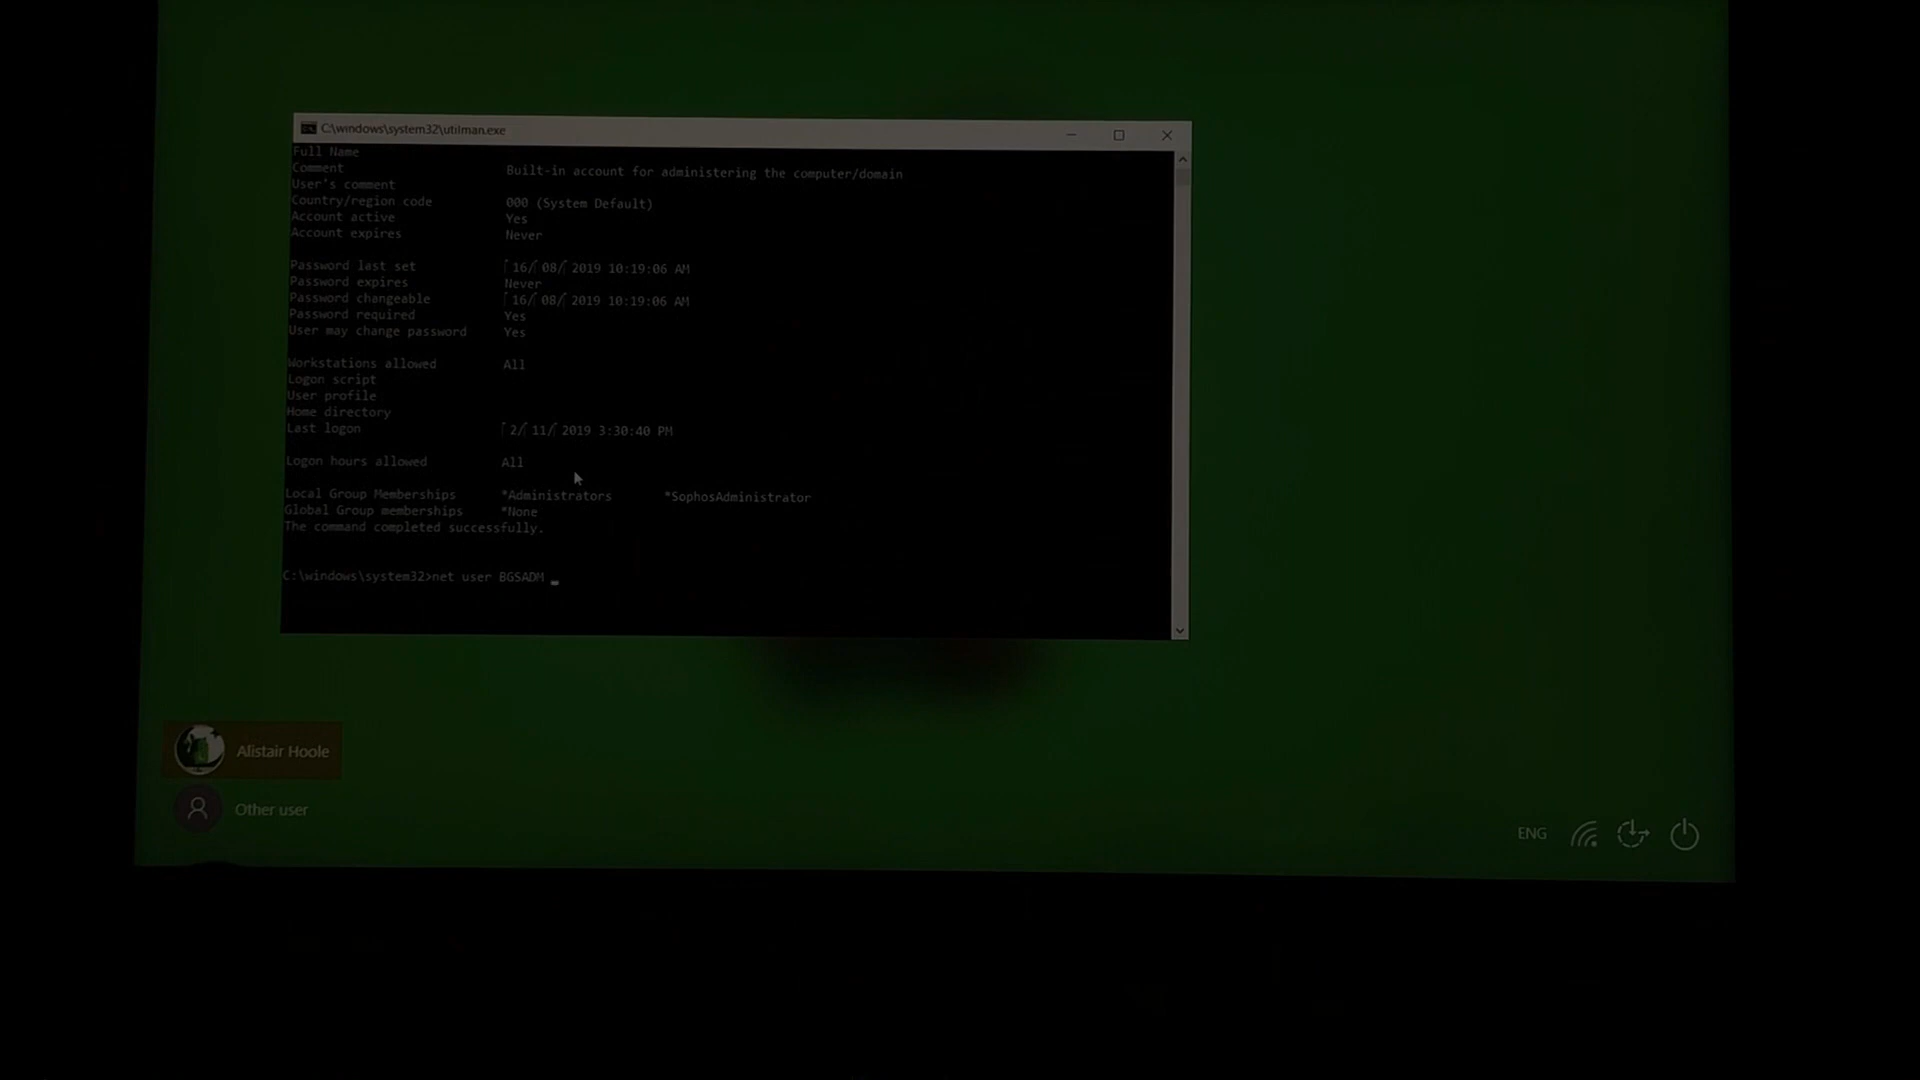 C:\windows\system32\utilman.exe
Full Name
Comment Built-in account for administering the computer/domain
User's comment
Country/region code 000 (System Default)
Account active Yes
Account expires Never
Password last set 16/ 08/ 2019 10:19:06 AM
Password expires Never
Password changeable 16/ 08/ 2019 10:19:06 AM
Password required Yes
User may change password Yes
Workstations allowed All
Logon script
User profile
Home directory
Last logon 2/ 11/ 2019 3:30:40 PM
Logon hours allowed All
Local Group Memberships *Administrators *SophosAdministrator
Global Group memberships *None
The command completed successfully.
C:\windows\system32>net user BGSADM
Alistair Hoole
Other user
ENG